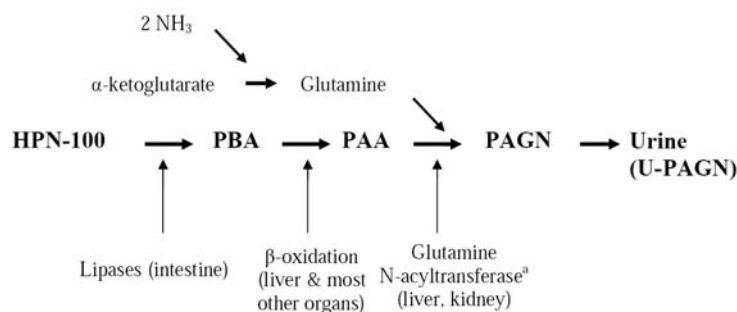 2 NH₃
α-ketoglutarate
Glutamine
HPN-100
PBA
PAA
PAGN
Urine
(U-PAGN)
Lipases (intestine)
β-oxidation
(liver & most
other organs)
Glutamine
N-acyltransferaseᵃ
(liver, kidney)